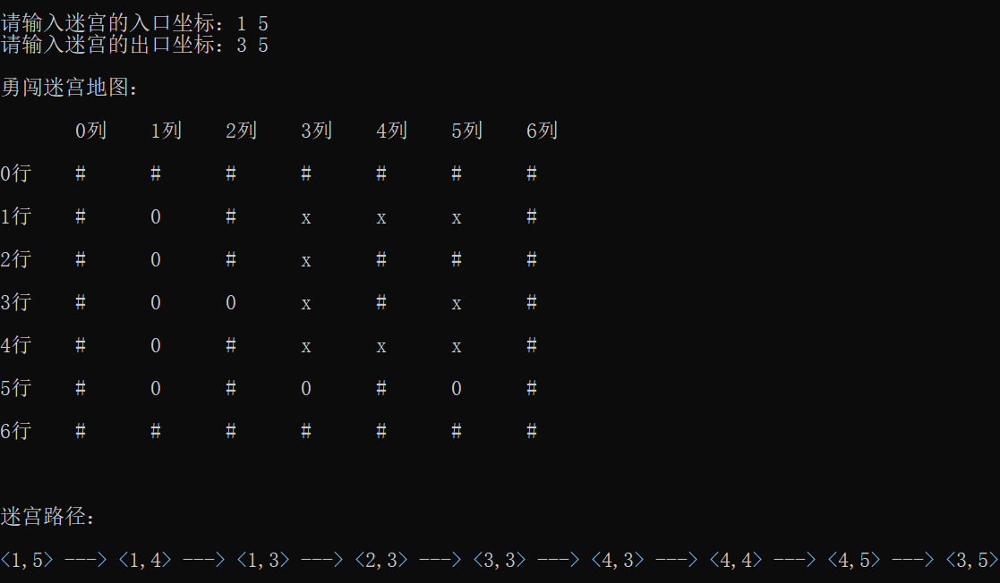 请输入迷宫的入口坐标：1 5
请输入迷宫的出口坐标：3 5
勇闯迷宫地图：
0列 1列 2列 3列 4列 5列 6列
0行 # # # # # # #
1行 # 0 # x x x #
2行 # 0 # x # # #
3行 # 0 0 x # x #
4行 # 0 # x x x #
5行 # 0 # 0 # 0 #
6行 # # # # # # #
迷宫路径：
<1,5> ---> <1,4> ---> <1,3> ---> <2,3> ---> <3,3> ---> <4,3> ---> <4,4> ---> <4,5> ---> <3,5>